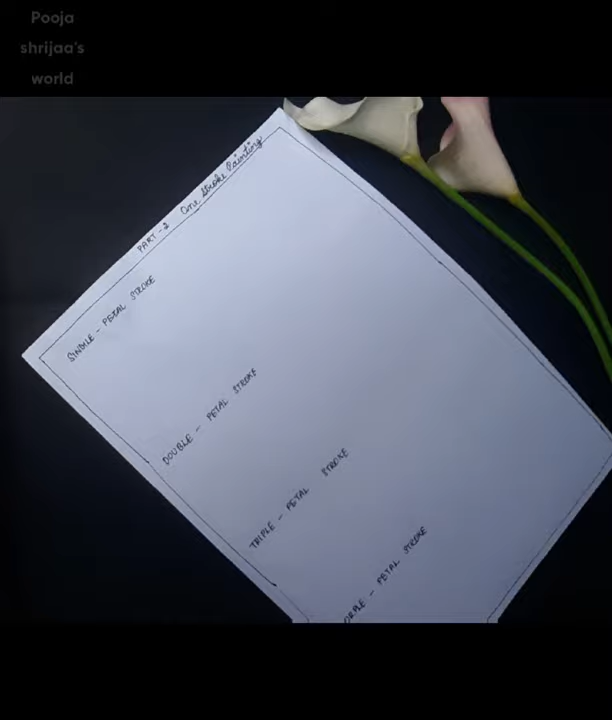 Pooja
shrijaa's
world
PART - 2 One Stroke Painting
SINGLE - PETAL STROKE
DOUBLE - PETAL STROKE
TRIPLE - PETAL STROKE
- PETAL STROKE